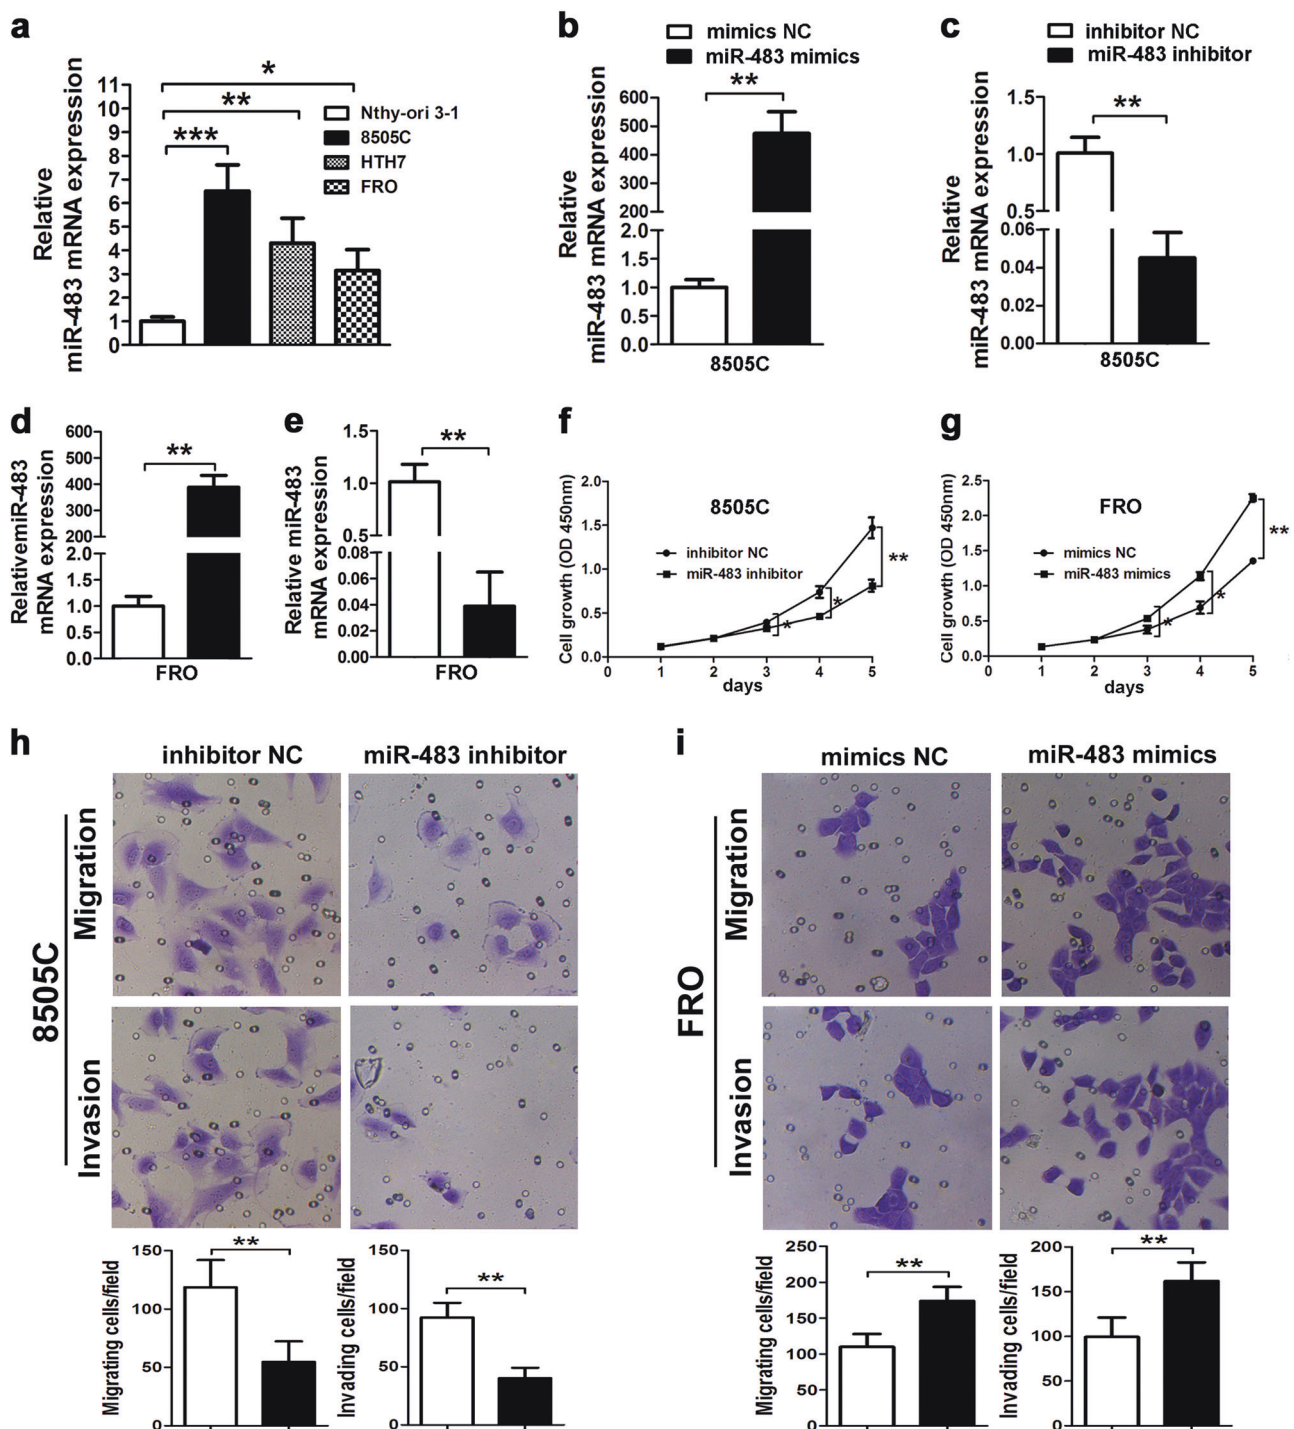 a
Relative
miR-483 mRNA expression
11
10
9
8
7
6
5
4
3
2
1
0
*
**
***
Nthy-ori 3-1
8505C
HTH7
FRO
b
mimics NC
miR-483 mimics
Relative
miR-483 mRNA expression
600
500
400
300
200
2.0
1.5
1.0
0.5
0.0
**
8505C
c
inhibitor NC
miR-483 inhibitor
Relative
miR-483 mRNA expression
1.5
1.0
0.5
0.06
0.04
0.02
0.00
**
8505C
d
RelativemiR-483
mRNA expression
600
500
400
300
200
2.0
1.5
1.0
0.5
0.0
**
FRO
e
Relative miR-483
mRNA expression
1.5
1.0
0.5
0.08
0.06
0.04
0.02
0.00
**
FRO
f
Cell growth (OD 450nm)
2.0
1.5
1.0
0.5
0.0
8505C
inhibitor NC
miR-483 inhibitor
*
*
**
0 1 2 3 4 5
days
g
Cell growth (OD 450nm)
2.5
2.0
1.5
1.0
0.5
0.0
FRO
mimics NC
miR-483 mimics
*
*
**
0 1 2 3 4 5
days
h
inhibitor NC
miR-483 inhibitor
8505C
Migration
Invasion
Migrating cells/field
150
100
50
0
**
Invading cells/field
150
100
50
0
**
i
mimics NC
miR-483 mimics
FRO
Migration
Invasion
Migrating cells/field
250
200
150
100
50
0
**
Invading cells/field
200
150
100
50
0
**